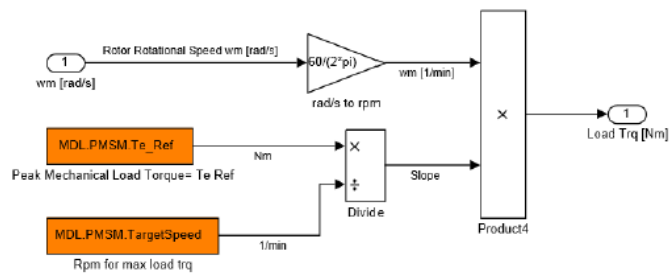 Rotor Rotational Speed wm [rad/s]
1
wm [rad/s]
60/(2*pi)
rad/s to rpm
wm [1/min]
×
Product4
1
Load Trq [Nm]
MDL.PMSM.Te_Ref
Peak Mechanical Load Torque= Te Ref
Nm
×
÷
Divide
Slope
MDL.PMSM.TargetSpeed
Rpm for max load trq
1/min